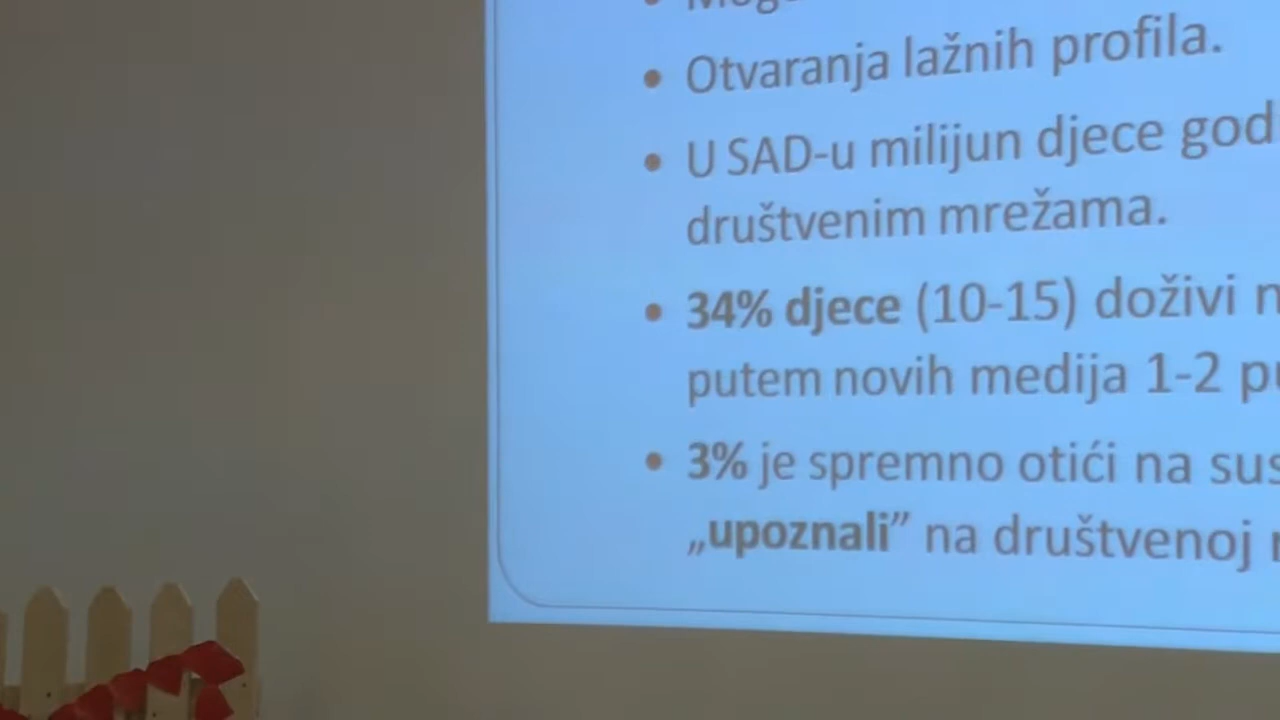 • Otvaranja lažnih profila.
• U SAD-u milijun djece god
društvenim mrežama.
• 34% djece (10-15) doživi
putem novih medija 1-2
• 3% je spremno otići na sus
„upoznali” na društvenoj